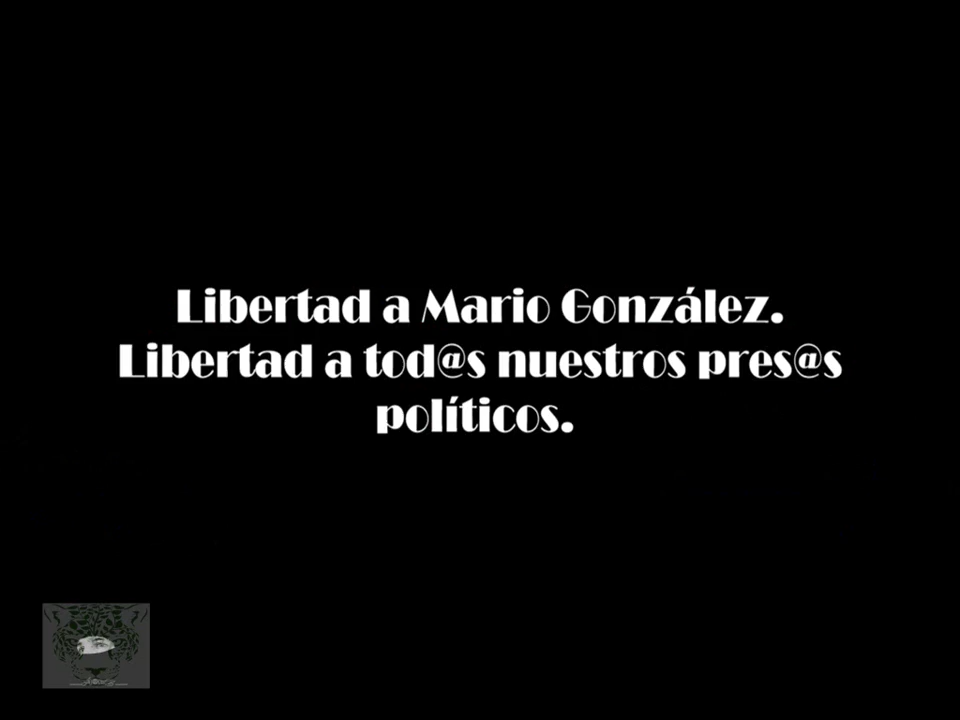 Libertad a Mario González.
Libertad a tod@s nuestros pres@s
políticos.